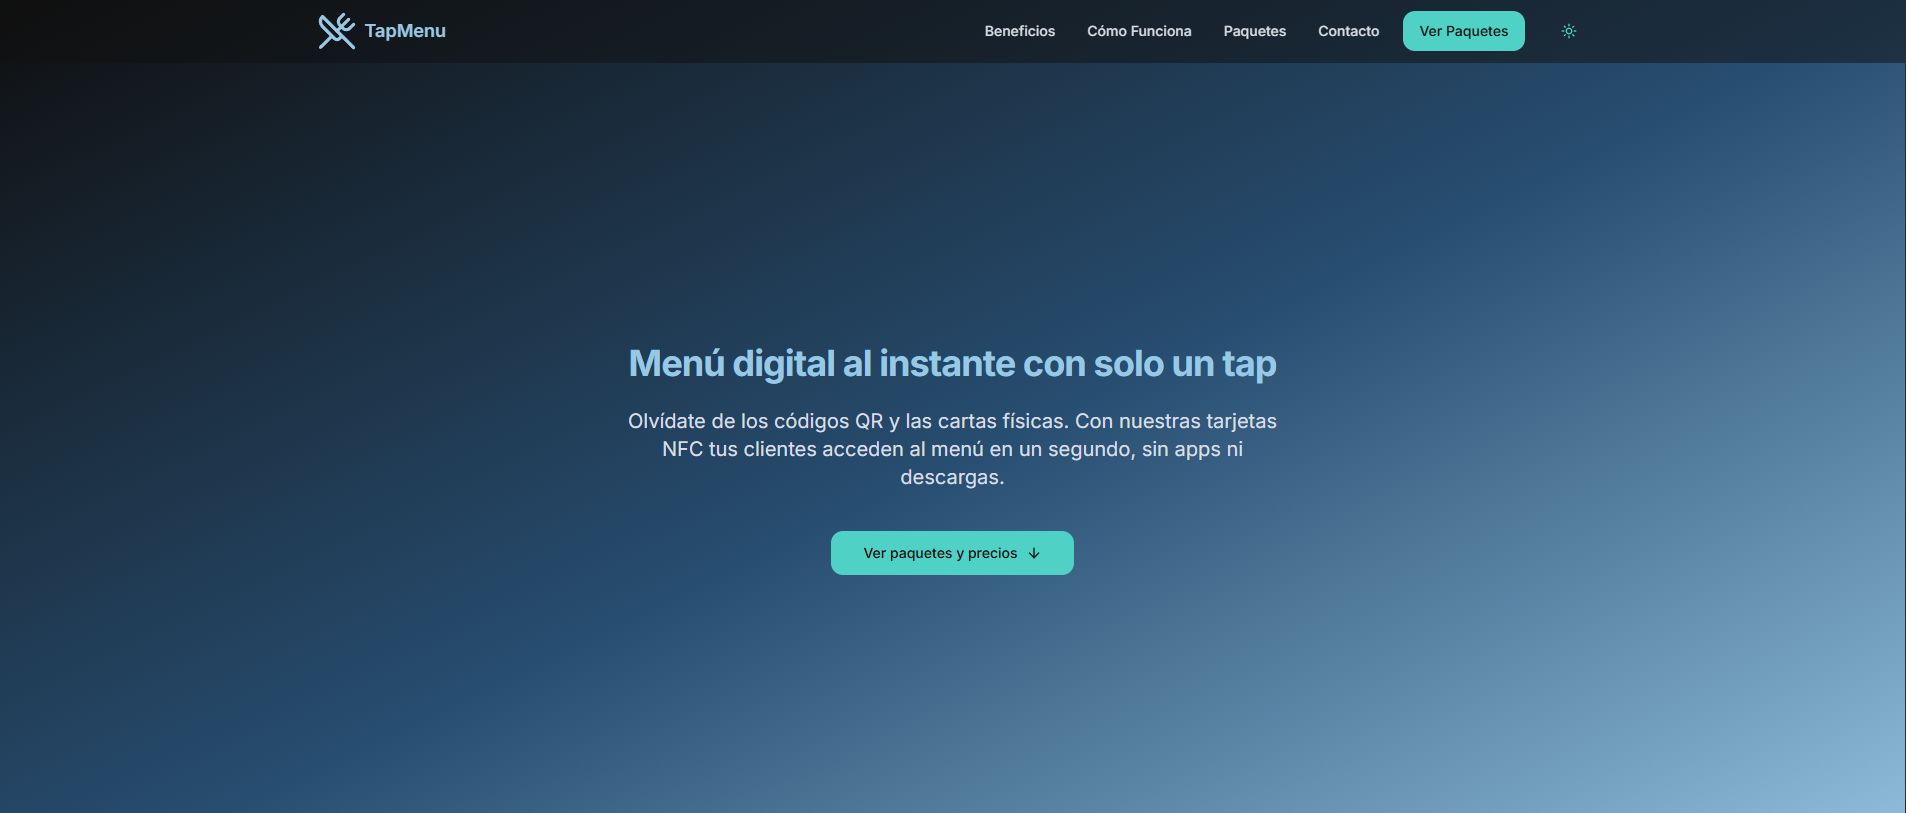 TapMenu
Beneficios
Cómo Funciona
Paquetes
Contacto
Ver Paquetes
Menú digital al instante con solo un tap
Olvídate de los códigos QR y las cartas físicas. Con nuestras tarjetas
NFC tus clientes acceden al menú en un segundo, sin apps ni
descargas.
Ver paquetes y precios